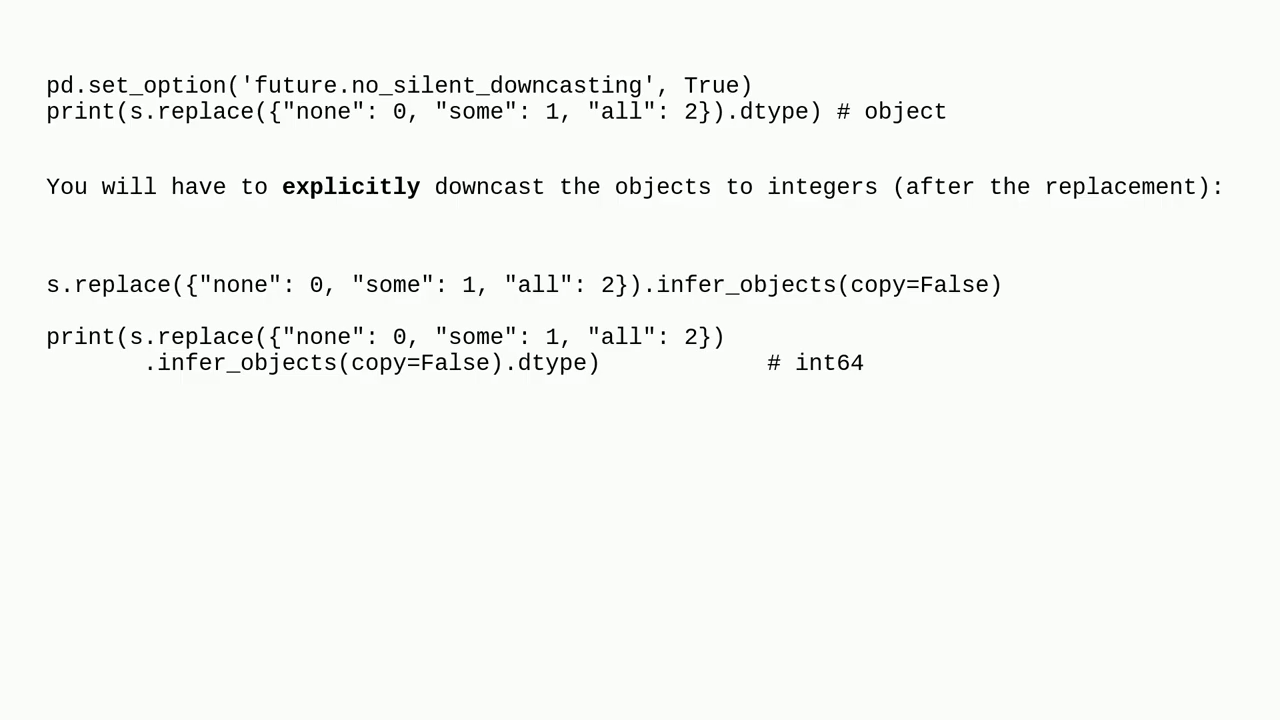 pd.set_option('future.no_silent_downcasting', True)
print(s.replace({"none": 0, "some": 1, "all": 2}).dtype) # object
You will have to explicitly downcast the objects to integers (after the replacement):
s.replace({"none": 0, "some": 1, "all": 2}).infer_objects(copy=False)
print(s.replace({"none": 0, "some": 1, "all": 2})
       .infer_objects(copy=False).dtype)            # int64